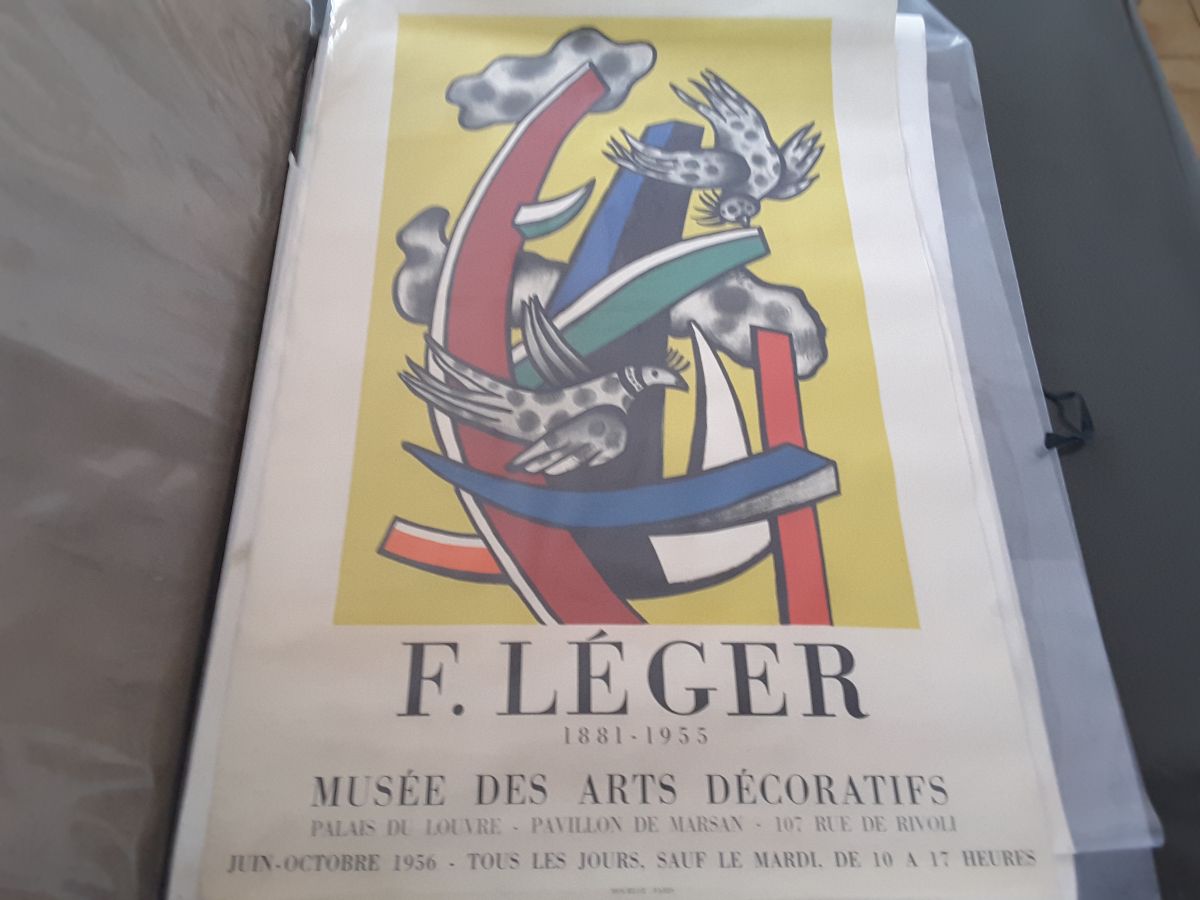 F. LÉGER
1881-1955
MUSÉE DES ARTS DÉCORATIFS
PALAIS DU LOUVRE - PAVILLON DE MARSAN - 107 RUE DE RIVOLI
JUIN-OCTOBRE 1956 - TOUS LES JOURS, SAUF LE MARDI, DE 10 A 17 HEURES